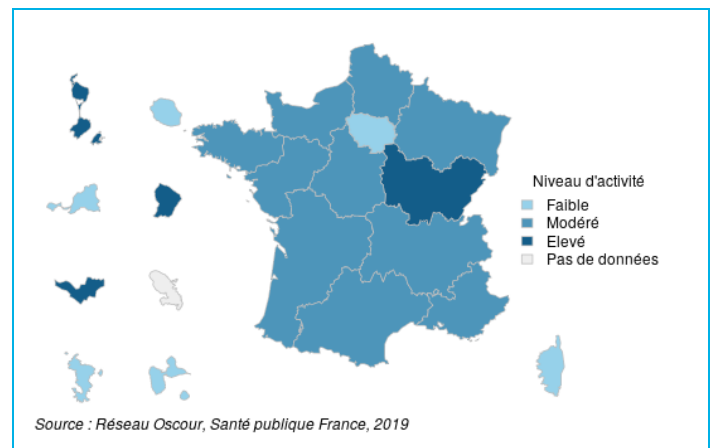 Niveau d'activité
Faible
Modéré
Elevé
Pas de données
Source : Réseau Oscour, Santé publique France, 2019